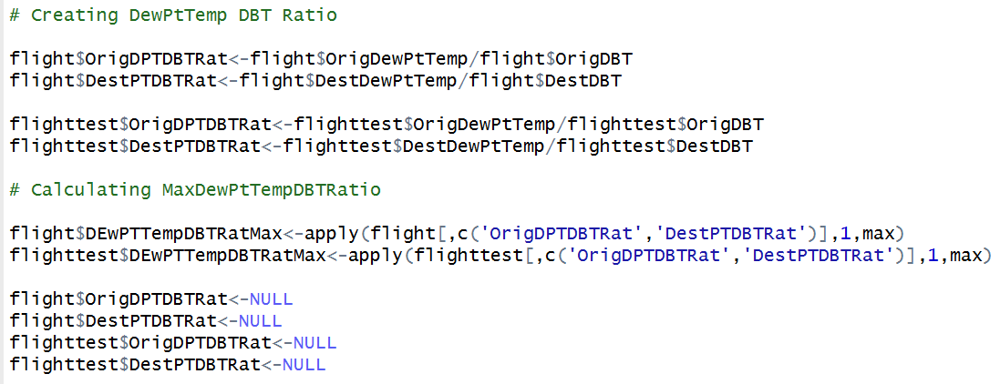 # Creating DewPtTemp DBT Ratio
flight$OrigDPTDBTRat<-flight$OrigDewPtTemp/flight$OrigDBT
flight$DestPTDBTRat<-flight$DestDewPtTemp/flight$DestDBT
flighttest$OrigDPTDBTRat<-flighttest$OrigDewPtTemp/flighttest$OrigDBT
flighttest$DestPTDBTRat<-flighttest$DestDewPtTemp/flighttest$DestDBT
# Calculating MaxDewPtTempDBTRatio
flight$DEwPTTempDBTRatMax<-apply(flight[,c('OrigDPTDBTRat','DestPTDBTRat')],1,max)
flighttest$DEwPTTempDBTRatMax<-apply(flighttest[,c('OrigDPTDBTRat','DestPTDBTRat')],1,max)
flight$OrigDPTDBTRat<-NULL
flight$DestPTDBTRat<-NULL
flighttest$OrigDPTDBTRat<-NULL
flighttest$DestPTDBTRat<-NULL